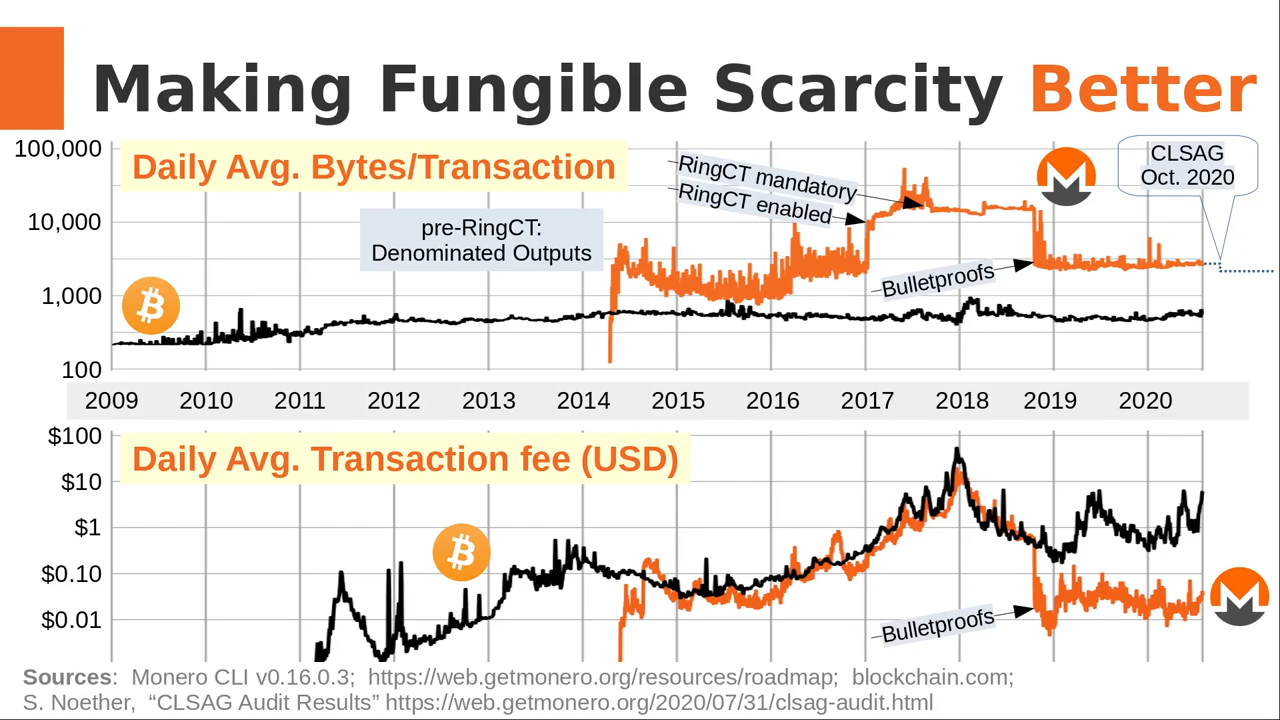 Making Fungible Scarcity Better
100,000
Daily Avg. Bytes/Transaction
RingCT mandatory
RingCT enabled
CLSAG
Oct. 2020
10,000
pre-RingCT:
Denominated Outputs
Bulletproofs
1,000
100
2009 2010 2011 2012 2013 2014 2015 2016 2017 2018 2019 2020
$100
Daily Avg. Transaction fee (USD)
$10
$1
$0.10
$0.01
Bulletproofs
Sources: Monero CLI v0.16.0.3; https://web.getmonero.org/resources/roadmap; blockchain.com;
S. Noether, “CLSAG Audit Results” https://web.getmonero.org/2020/07/31/clsag-audit.html